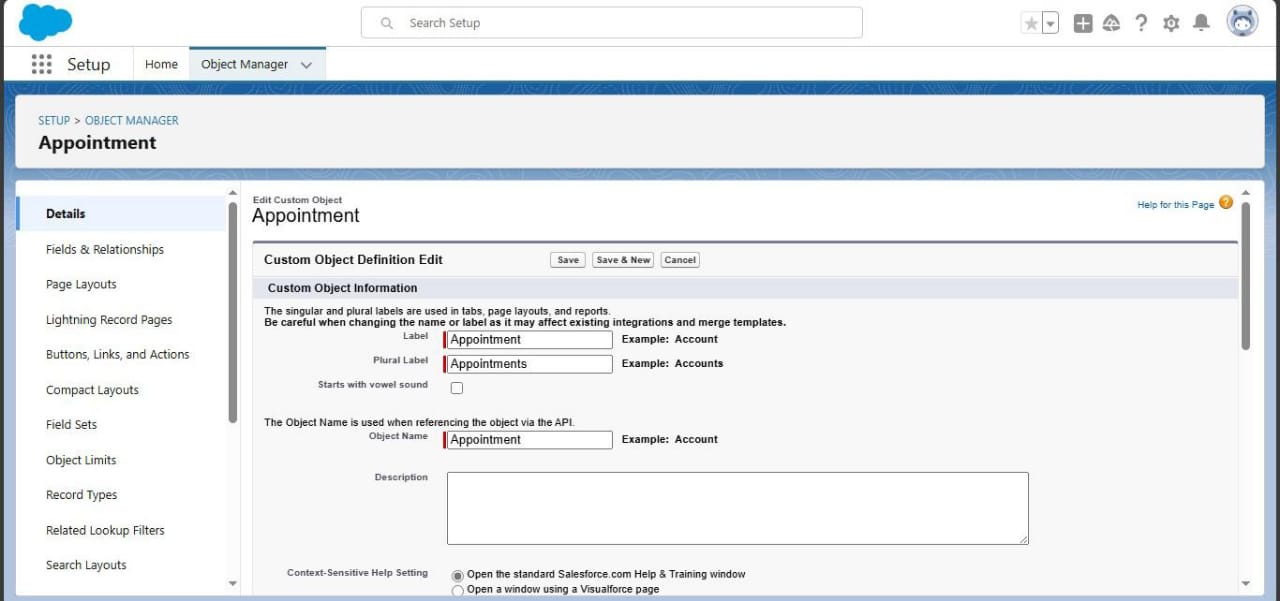 Search Setup
Setup
Home
Object Manager
SETUP > OBJECT MANAGER
Appointment
Details
Fields & Relationships
Page Layouts
Lightning Record Pages
Buttons, Links, and Actions
Compact Layouts
Field Sets
Object Limits
Record Types
Related Lookup Filters
Search Layouts
Edit Custom Object
Appointment
Help for this Page ?
Custom Object Definition Edit
Save
Save & New
Cancel
Custom Object Information
The singular and plural labels are used in tabs, page layouts, and reports.
Be careful when changing the name or label as it may affect existing integrations and merge templates.
Label Appointment Example: Account
Plural Label Appointments Example: Accounts
Starts with vowel sound
The Object Name is used when referencing the object via the API.
Object Name Appointment Example: Account
Description
Context-Sensitive Help Setting Open the standard Salesforce.com Help & Training window
Open a window using a Visualforce page